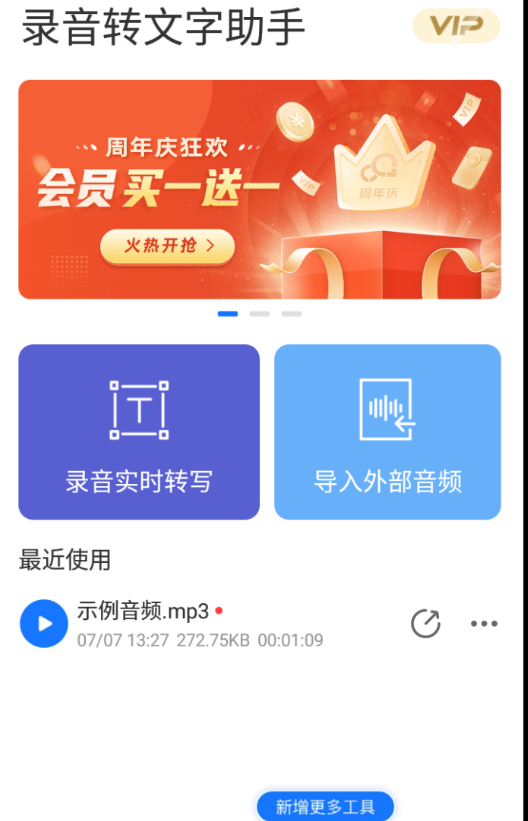 录音转文字助手
VIP
周年庆狂欢
会员买一送一
火热开抢
VIP
VIP
周年庆
T
录音实时转写
导入外部音频
最近使用
示例音频.mp3
07/07 13:27 272.75KB 00:01:09
新增更多工具